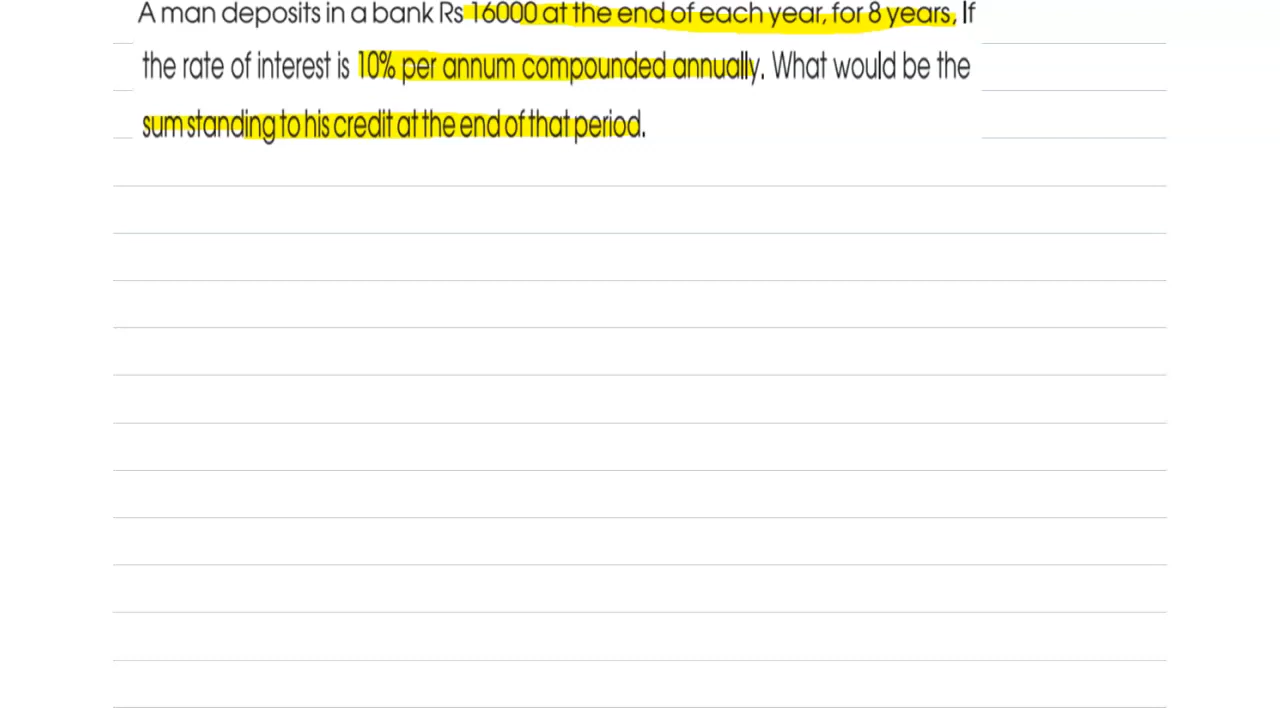 A man deposits in a bank Rs 16000 at the end of each year, for 8 years, If
the rate of interest is 10% per annum compounded annually. What would be the
sum standing to his credit at the end of that period.